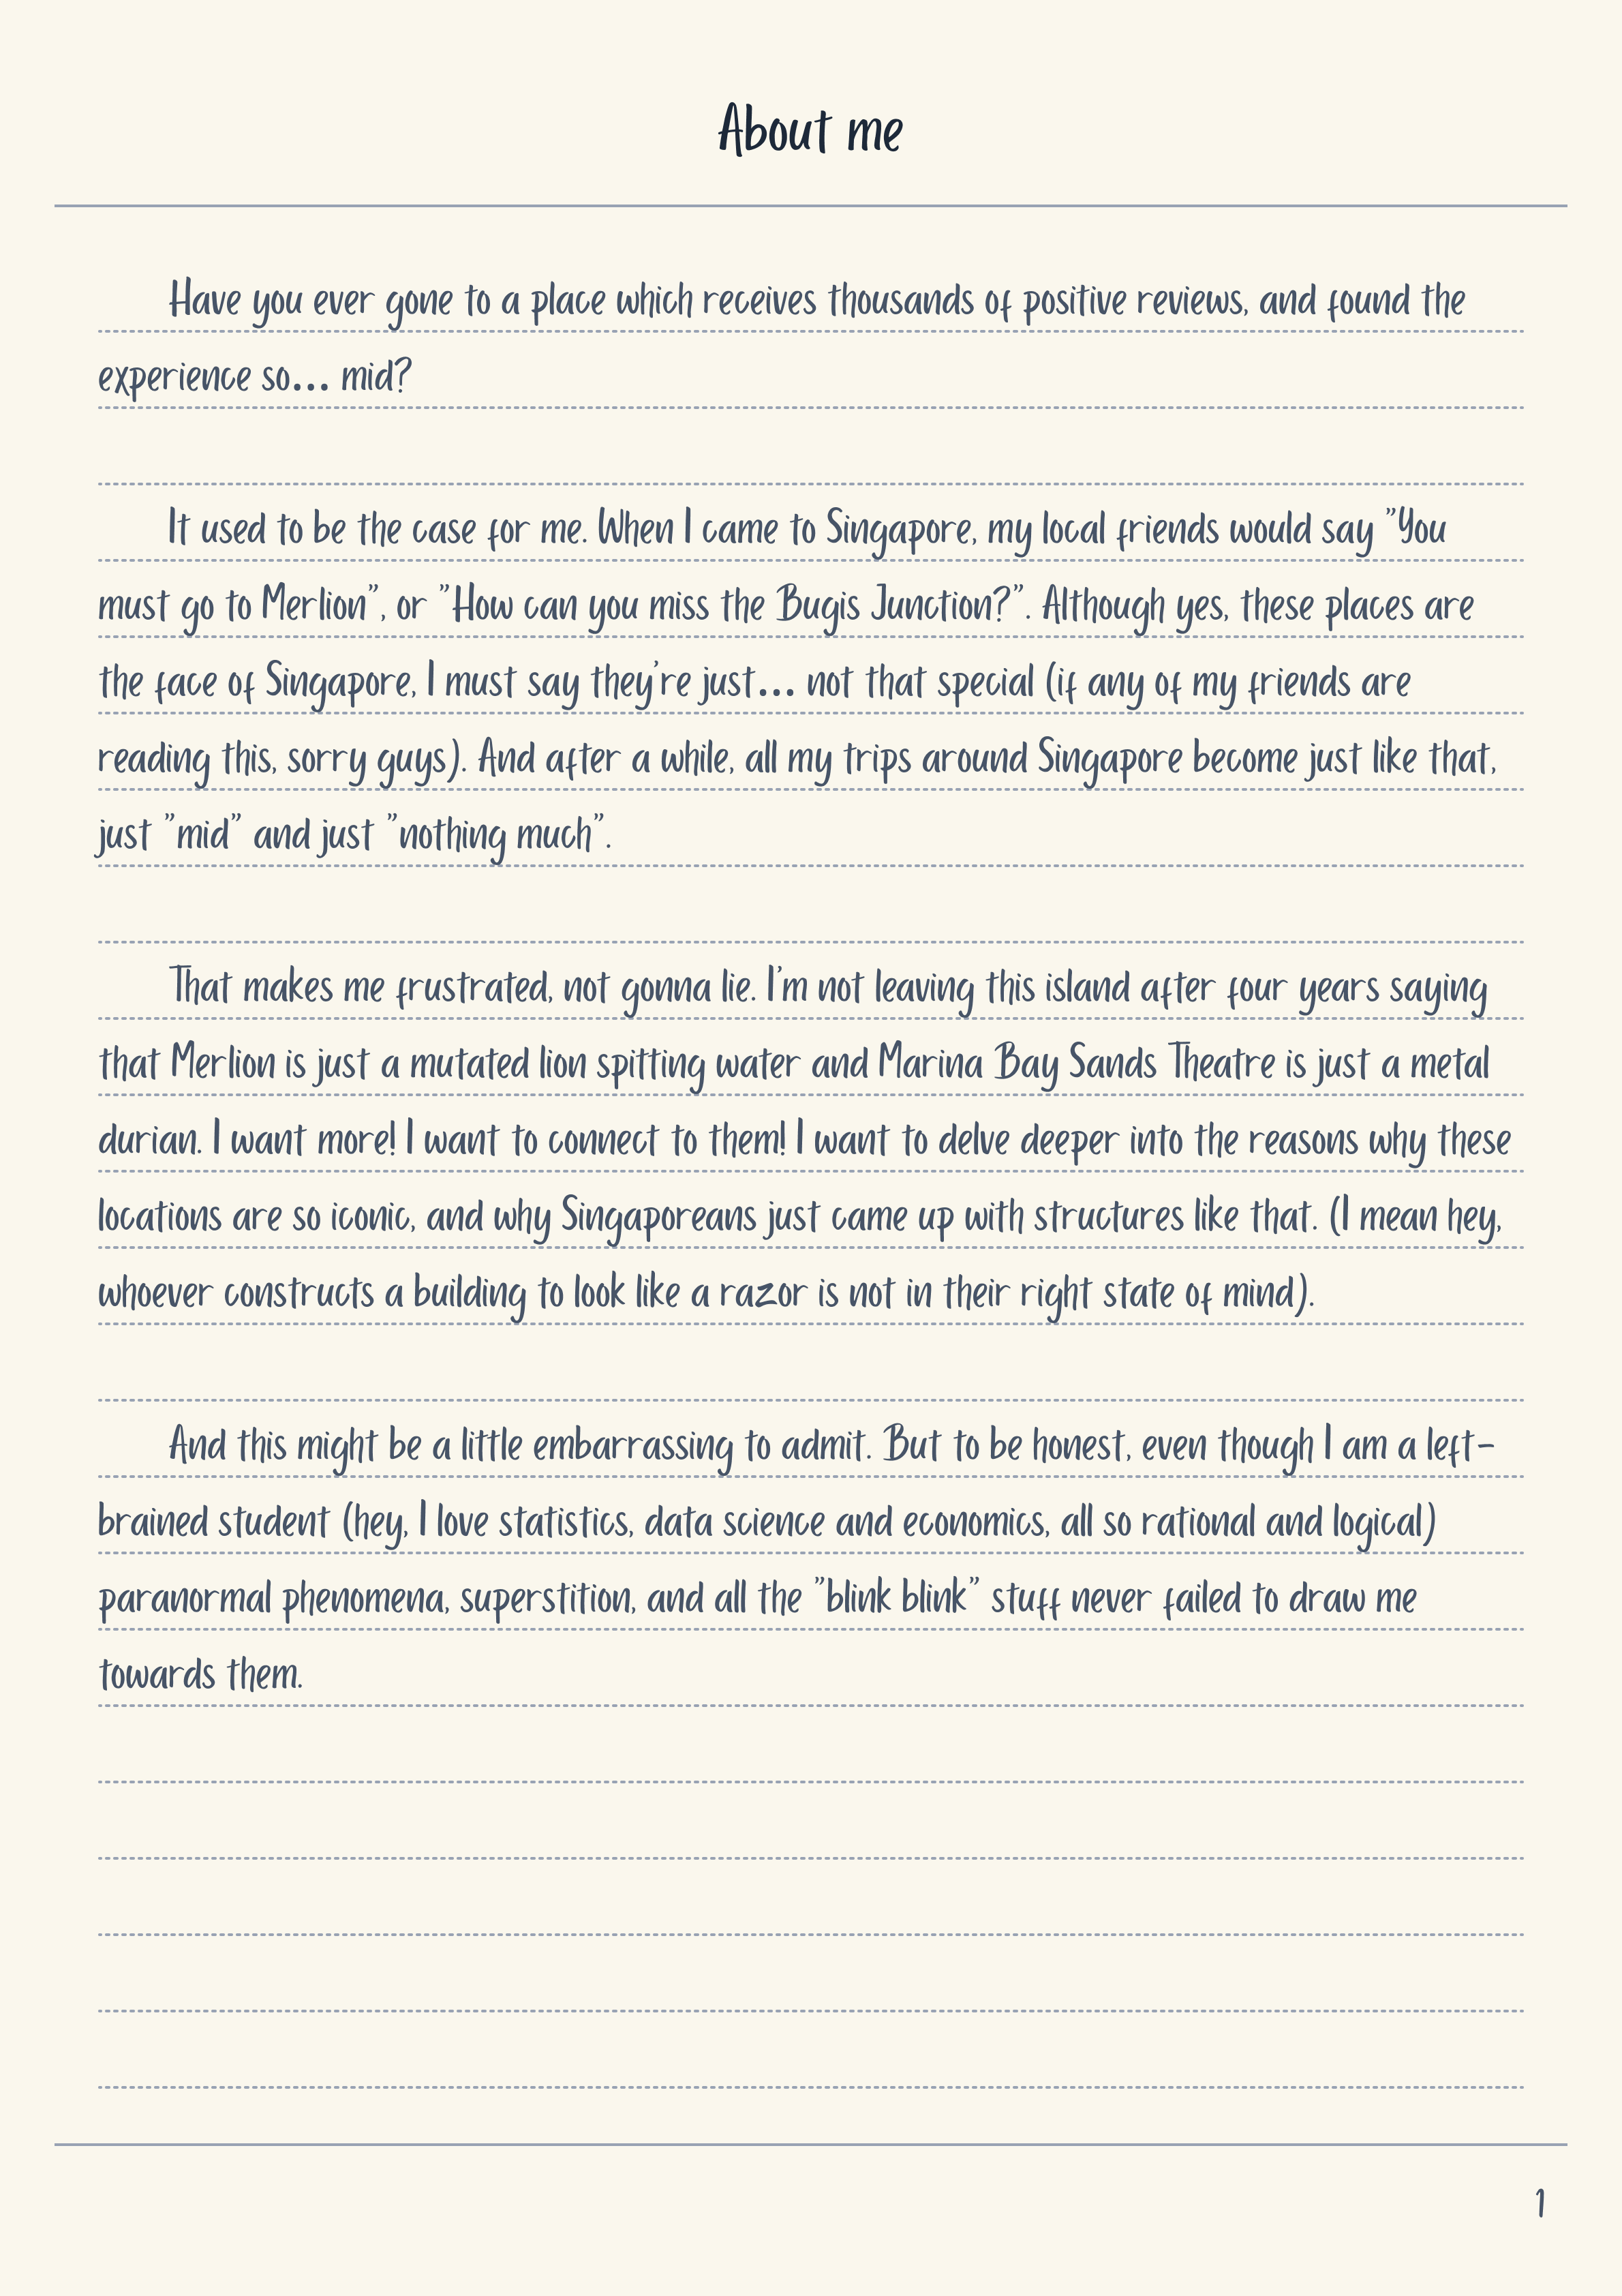 About me
Have you ever gone to a place which receives thousands of positive reviews, and found the
experience so... mid?
It used to be the case for me. When I came to Singapore, my local friends would say "You
must go to Merlion", or "How can you miss the Bugis Junction?". Although yes, these places are
the face of Singapore, I must say they're just... not that special (if any of my friends are
reading this, sorry guys). And after a while, all my trips around Singapore become just like that,
just "mid" and just "nothing much".
That makes me frustrated, not gonna lie. I'm not leaving this island after four years saying
that Merlion is just a mutated lion spitting water and Marina Bay Sands Theatre is just a metal
durian. I want more! I want to connect to them! I want to delve deeper into the reasons why these
locations are so iconic, and why Singaporeans just came up with structures like that. (I mean hey,
whoever constructs a building to look like a razor is not in their right state of mind).
And this might be a little embarrassing to admit. But to be honest, even though I am a left-
brained student (hey, I love statistics, data science and economics, all so rational and logical)
paranormal phenomena, superstition, and all the "blink blink" stuff never failed to draw me
towards them.
1